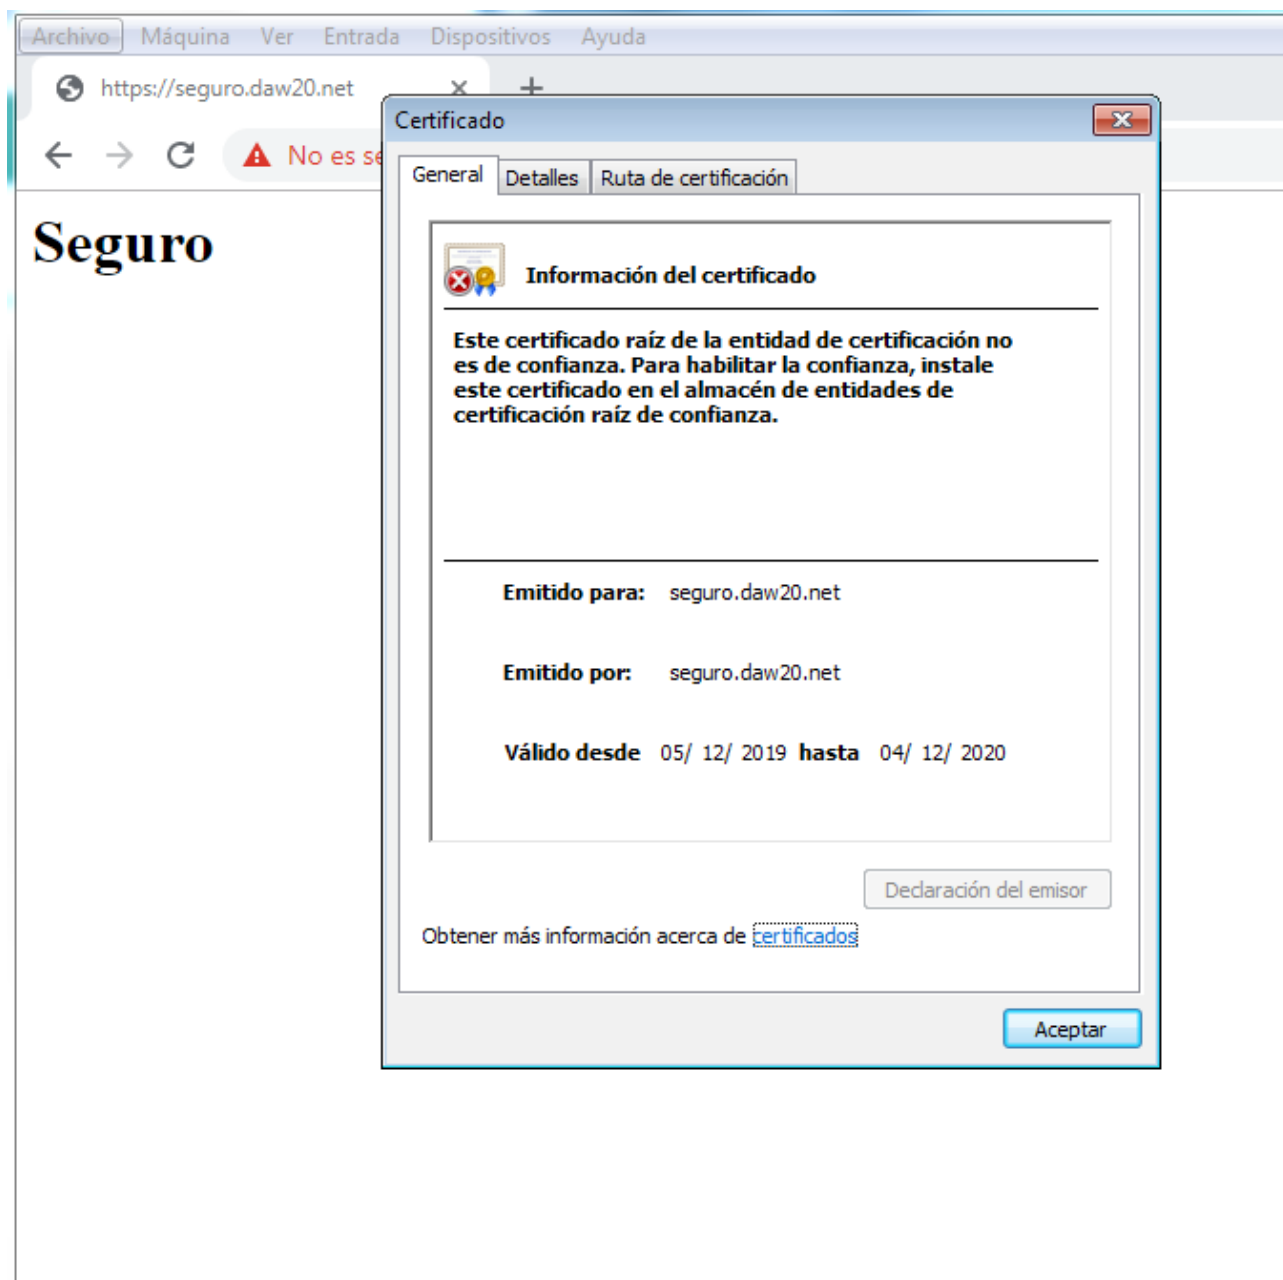 Archivo Máquina Ver Entrada Dispositivos Ayuda
https://seguro.daw20.net
Certificado
No es
General Detalles Ruta de certificación
Seguro
Información del certificado
Este certificado raíz de la entidad de certificación no
es de confianza. Para habilitar la confianza, instale
este certificado en el almacén de entidades de
certificación raíz de confianza.
Emitido para: seguro.daw20.net
Emitido por: seguro.daw20.net
Válido desde 05/ 12/ 2019 hasta 04/ 12/ 2020
Declaración del emisor
Obtener más información acerca de certificados
Aceptar